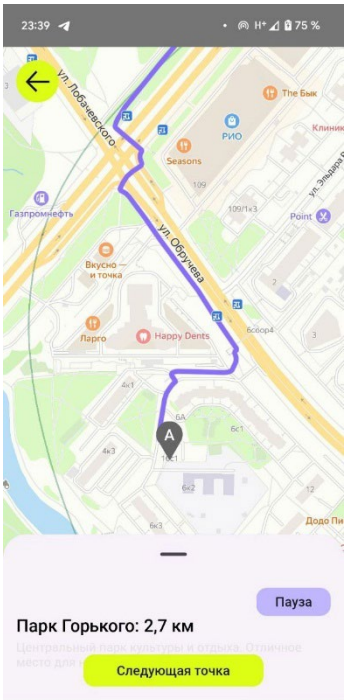 23:39
H+ 75 %
ул. Лобачевского
The Бык
РИО
Клиник
Seasons
109
ул. Эльдара Р
Газпромнефть
109/1к3
Point
ул. Обручева
Вкусно —
и точка
6соор4
Ларго
Happy Dents
3
4к1
6А
A
6с1
4к3
16с1
6к2
12
6к3
Додо Пи
Пауза
Парк Горького: 2,7 км
Центральный парк культуры и отдыха. Отличное
место для
Следующая точка